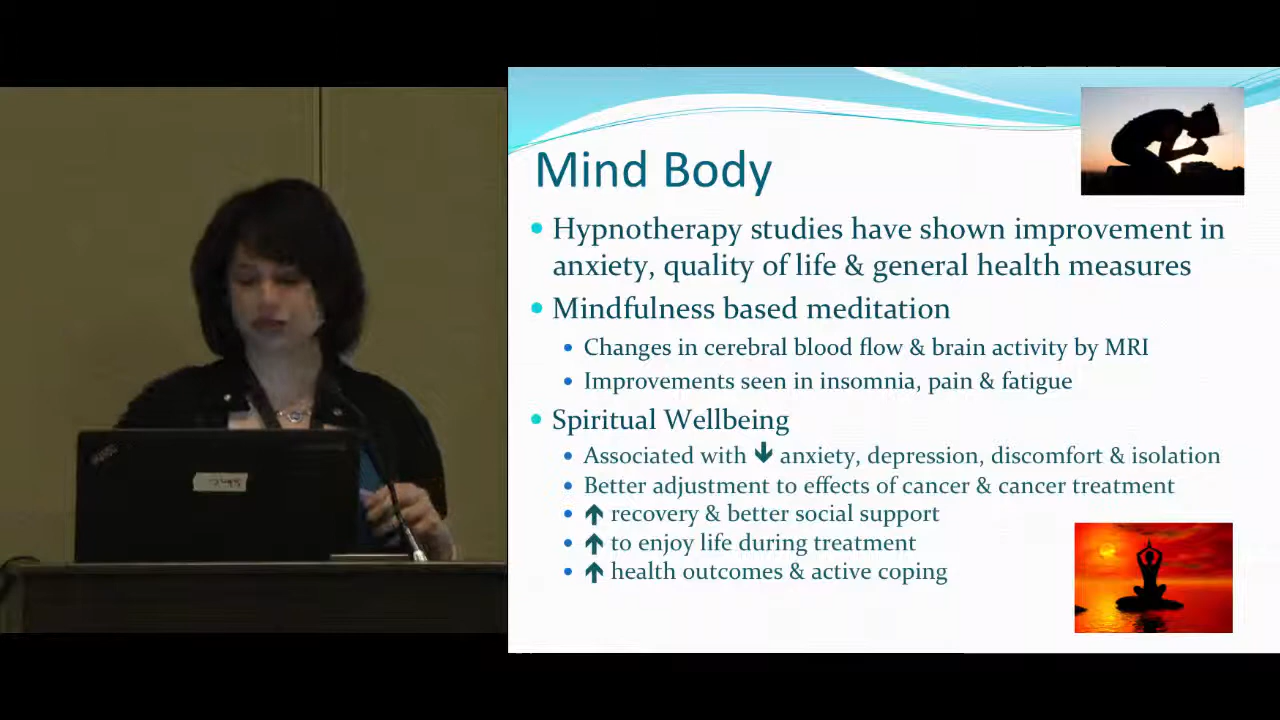 Mind Body
• Hypnotherapy studies have shown improvement in
anxiety, quality of life & general health measures
• Mindfulness based meditation
• Changes in cerebral blood flow & brain activity by MRI
• Improvements seen in insomnia, pain & fatigue
• Spiritual Wellbeing
• Associated with 🡇 anxiety, depression, discomfort & isolation
• Better adjustment to effects of cancer & cancer treatment
• 🡅 recovery & better social support
• 🡅 to enjoy life during treatment
• 🡅 health outcomes & active coping